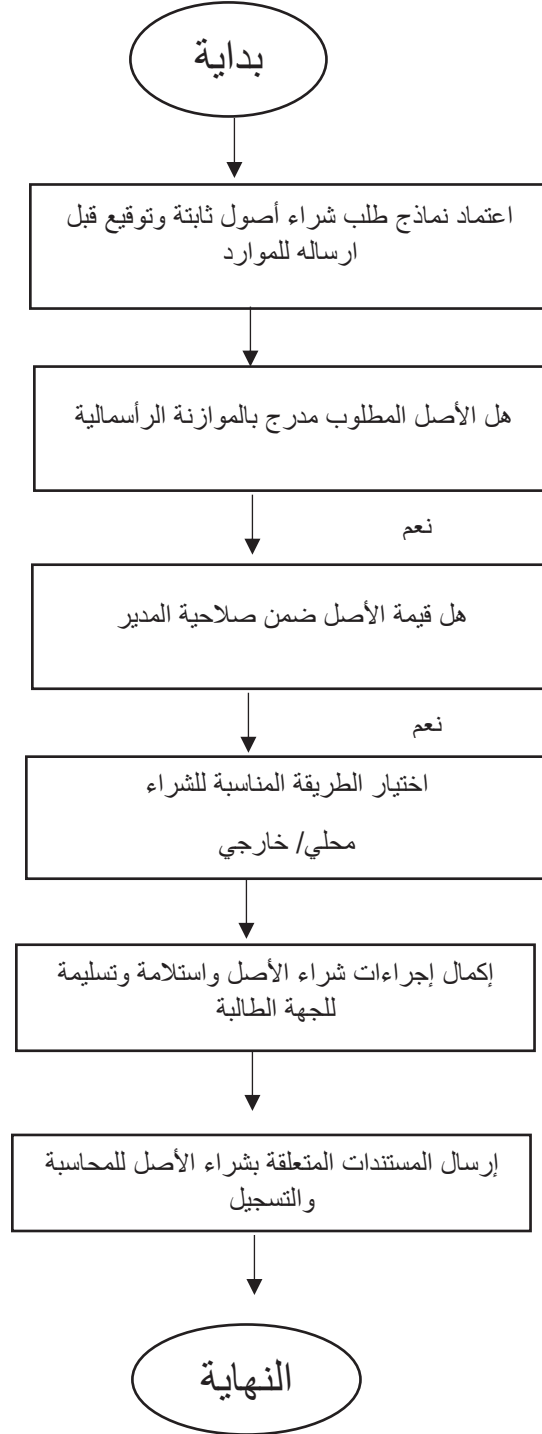 بداية
اعتماد نماذج طلب شراء أصول ثابتة وتوقيع قبل
ارساله للموارد
هل الأصل المطلوب مدرج بالموازنة الرأسمالية
نعم
هل قيمة الأصل ضمن صلاحية المدير
نعم
اختيار الطريقة المناسبة للشراء
محلي/ خارجي
إكمال إجراءات شراء الأصل واستلامة وتسليمة
للجهة الطالبة
إرسال المستندات المتعلقة بشراء الأصل للمحاسبة
والتسجيل
النهاية